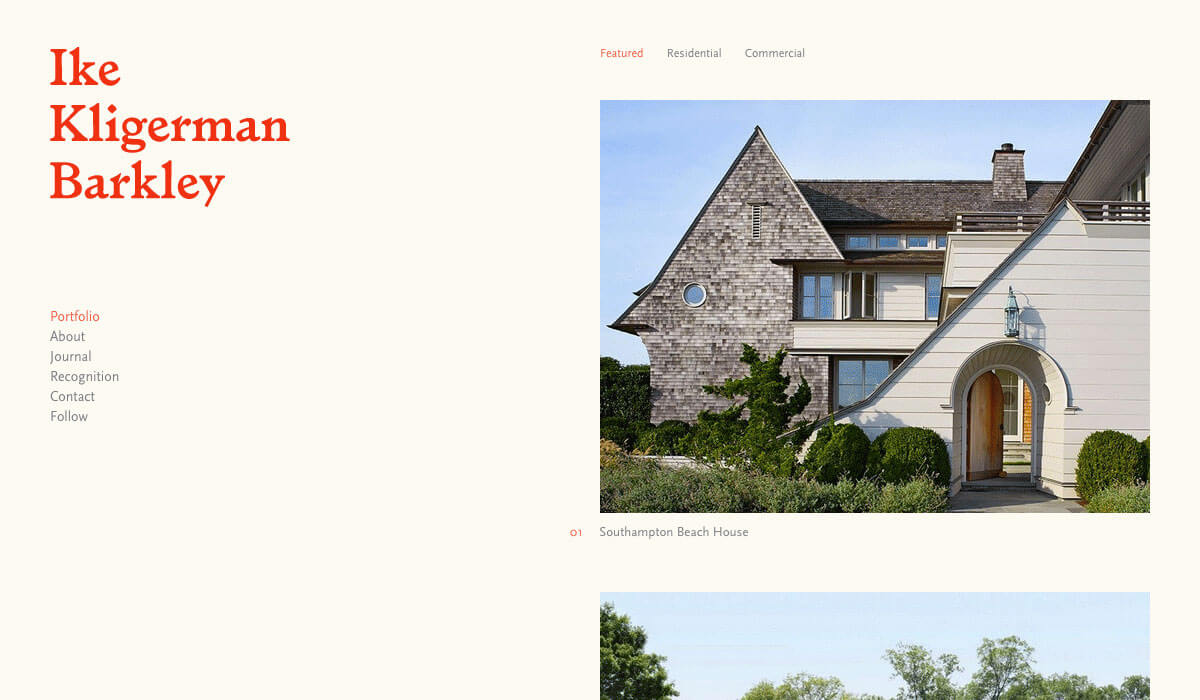 Ike
Kligerman
Barkley
Portfolio
About
Journal
Recognition
Contact
Follow
Featured Residential Commercial
01 Southampton Beach House